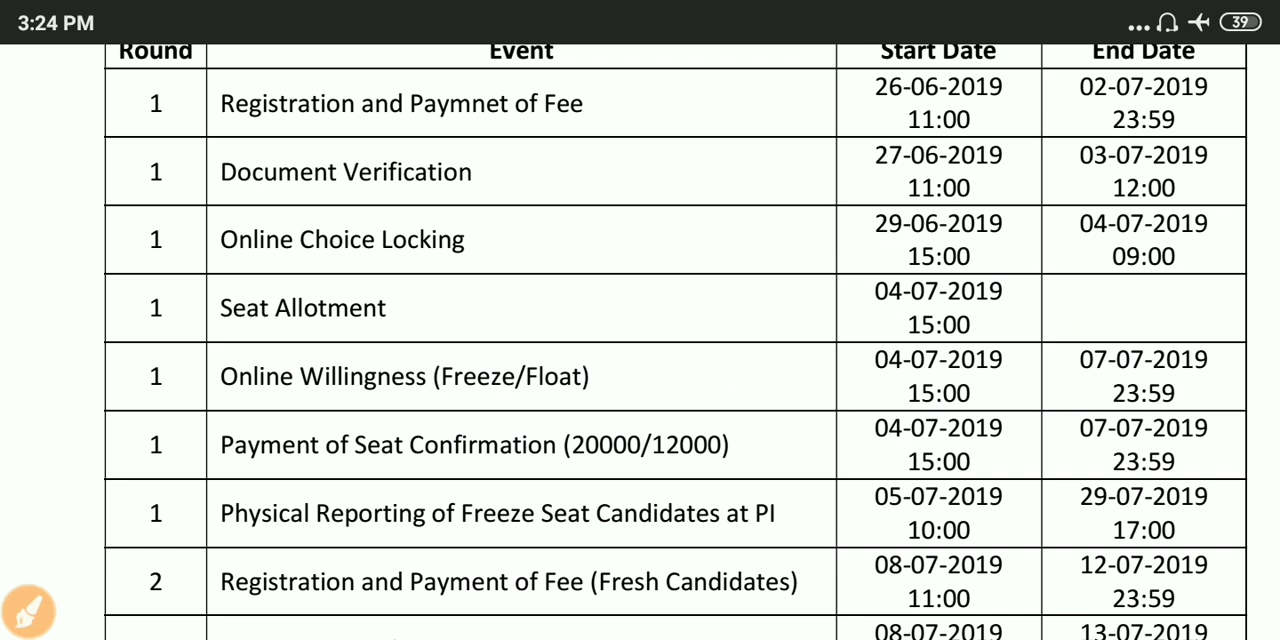 3:24 PM
39
Round Event Start Date End Date
26-06-2019 02-07-2019
1 Registration and Paymnet of Fee
11:00 23:59
27-06-2019 03-07-2019
1 Document Verification
11:00 12:00
29-06-2019 04-07-2019
1 Online Choice Locking
15:00 09:00
04-07-2019
1 Seat Allotment
15:00
04-07-2019 07-07-2019
1 Online Willingness (Freeze/Float)
15:00 23:59
04-07-2019 07-07-2019
1 Payment of Seat Confirmation (20000/12000)
15:00 23:59
05-07-2019 29-07-2019
1 Physical Reporting of Freeze Seat Candidates at PI
10:00 17:00
08-07-2019 12-07-2019
2 Registration and Payment of Fee (Fresh Candidates)
11:00 23:59
08-07-2019 13-07-2019